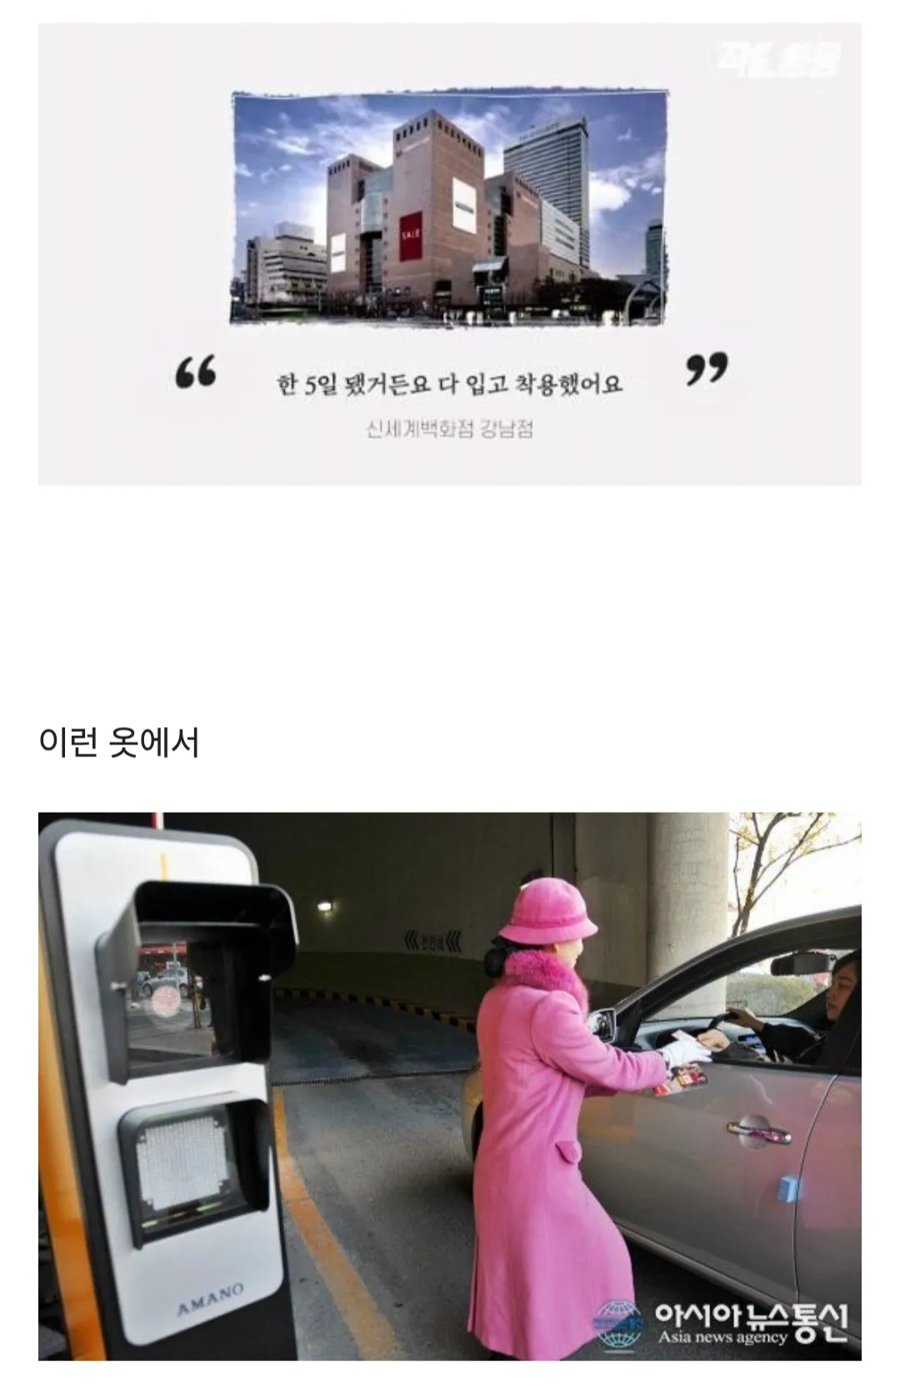 SALE
“ 한 5일 됐거든요 다 입고 착용했어요 ”
신세계백화점 강남점
이런 옷에서
AMANO
아시아뉴스통신
Asia news agency